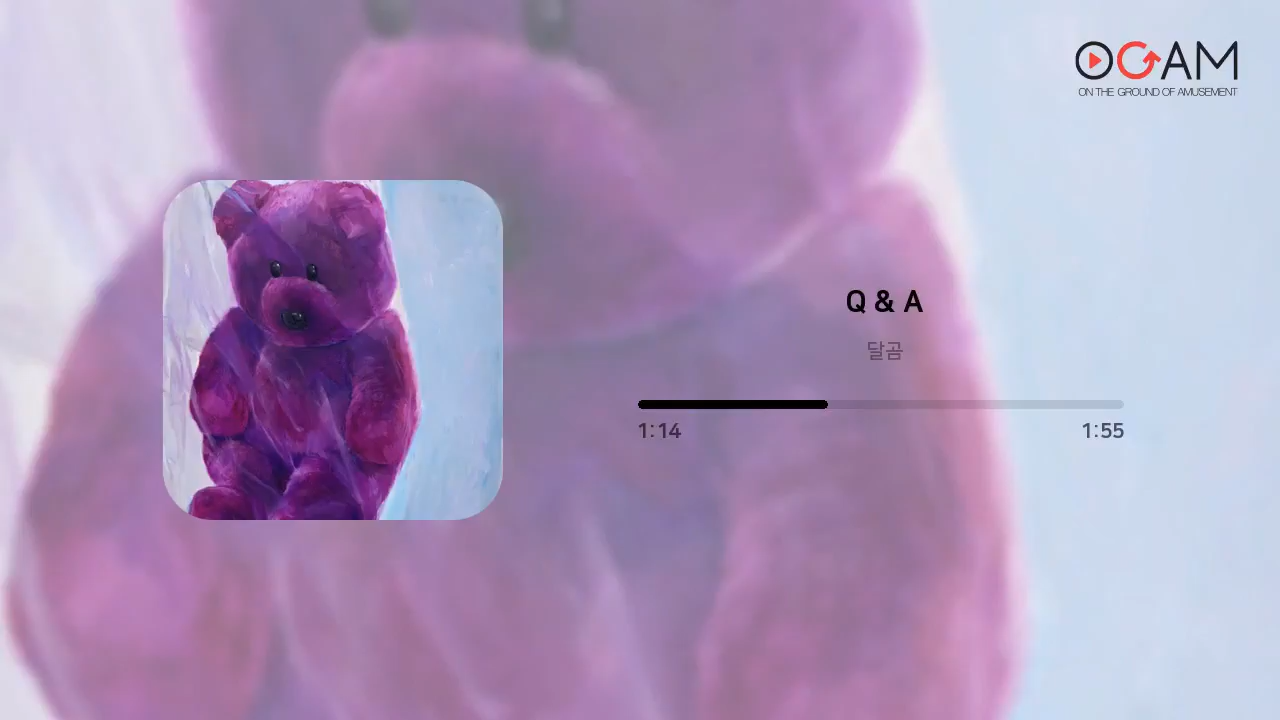 OGAM
ON THE GROUND OF AMUSEMENT
Q & A
달곰
1:14
1:55